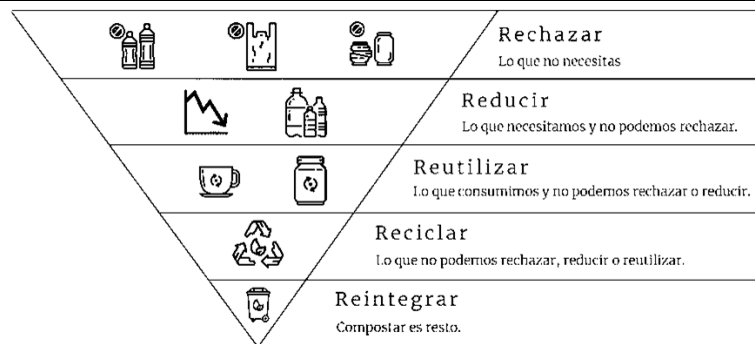 Rechazar
Lo que no necesitas
Reducir
Lo que necesitamos y no podemos rechazar.
Reutilizar
Lo que consumimos y no podemos rechazar o reducir.
Reciclar
Lo que no podemos rechazar, reducir o reutilizar.
Reintegrar
Compostar es resto.